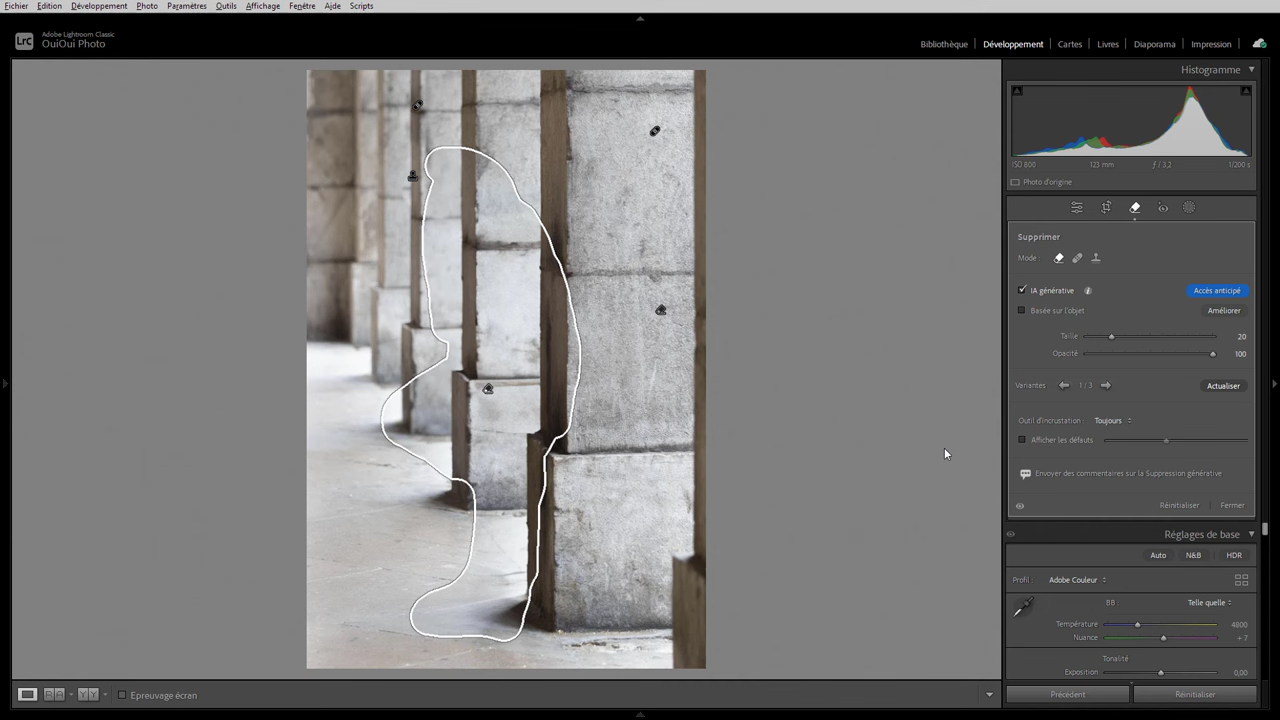 Fichier Edition Développement Photo Paramètres Outils Affichage Fenêtre Aide Scripts
Lrc Adobe Lightroom Classic
OuiOui Photo
Bibliothèque Développement Cartes Livres Diaporama Impression
Histogramme
ISO 800 123 mm ƒ / 3,2 1/200 s
Photo d'origine
Supprimer
Mode :
IA générative Accès anticipé
Basée sur l'objet Améliorer
Taille 20
Opacité 100
Variantes 1 / 3 Actualiser
Outil d'incrustation : Toujours
Afficher les défauts
Envoyer des commentaires sur la Suppression générative
Réinitialiser Fermer
Réglages de base
Auto N&B HDR
Profil : Adobe Couleur
BB : Telle quelle
Température 4800
Nuance + 7
Tonalité
Exposition 0,00
R A X Y Epreuvage écran
Précédent Réinitialiser